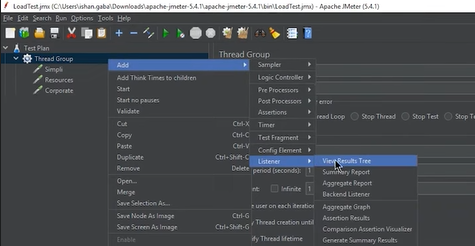 LoadTest.jmx (C:\Users\ishan.gaba\Downloads\apache-jmeter-5.4.1\apache-jmeter-5.4.1\bin\LoadTest.jmx) - Apache JMeter (5.4.1)
File Edit Search Run Options Tools Help
Test Plan
Thread Group
Simpli
Resources
Corporate
Thread Group
Add
Add Think Times to children
Start
Start no pauses
Validate
Cut Ctrl-X
Copy Ctrl-C
Paste Ctrl-V
Duplicate Ctrl+Shift-C
Remove Delete
Open...
Merge
Save Selection...
Save Node As Image Ctrl-G
Save Screen As Image Ctrl+Shift-G
Enable
Sampler
Logic Controller
Pre Processors
Post Processors
Assertions
Timer
Test Fragment
Config Element
Listener
View Results Tree
Summary Report
Aggregate Report
Backend Listener
Aggregate Graph
Assertion Results
Comparison Assertion Visualizer
Generate Summary Results
error
read Loop Stop Thread Stop Test Stop
period (seconds): 1
nt: Infinite 1
e user on each iteration
y Thread creation until
ify Thread lifetime